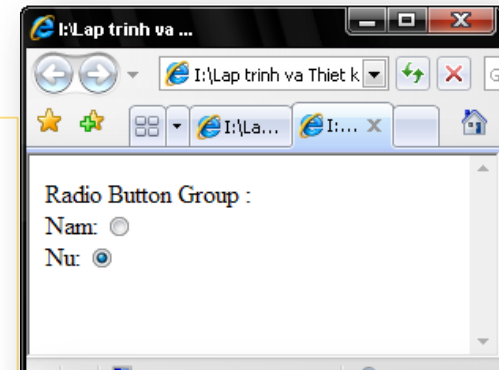 I:\Lap trinh va ...
I:\Lap trinh va Thiet k
G
I:\La...
I:...
Radio Button Group :
Nam:
Nu: